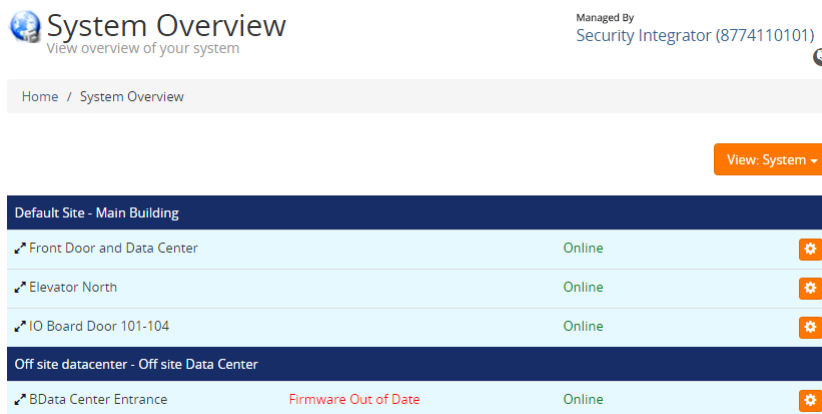 System Overview
View overview of your system
Managed By
Security Integrator (8774110101)
Home / System Overview
View: System
Default Site - Main Building
Front Door and Data Center Online
Elevator North Online
IO Board Door 101-104 Online
Off site datacenter - Off site Data Center
BData Center Entrance Firmware Out of Date Online